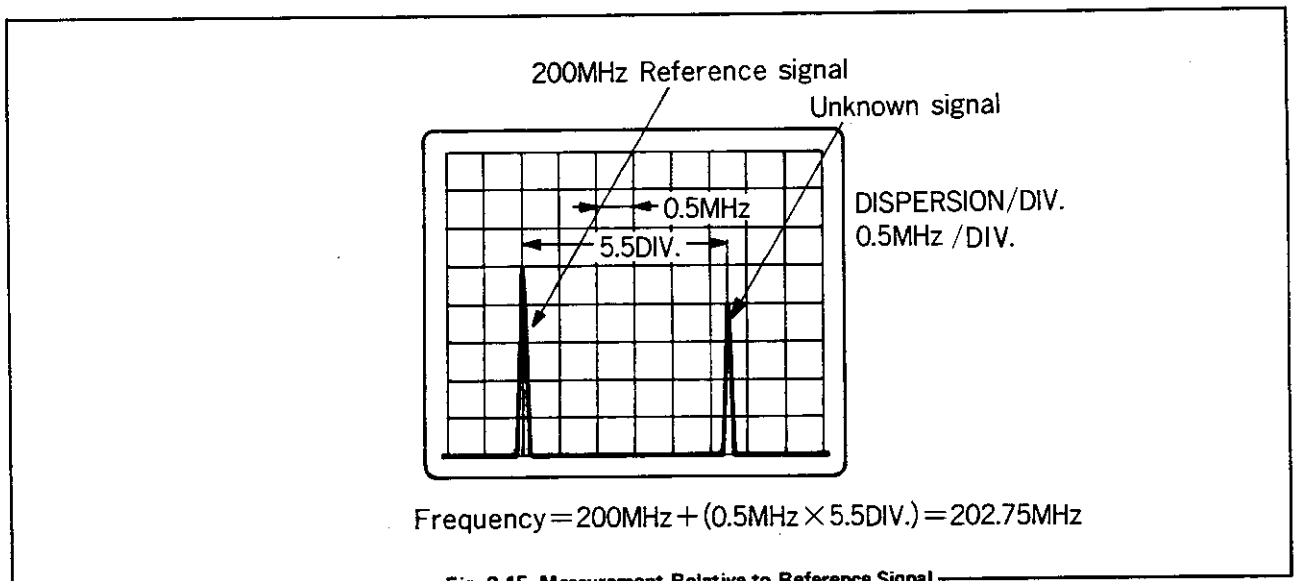 200MHz Reference signal
Unknown signal
0.5MHz
5.5DIV.
DISPERSION/DIV.
0.5MHz /DIV.
Frequency=200MHz+(0.5MHz×5.5DIV.)=202.75MHz
Measurement Relative to Reference Signal